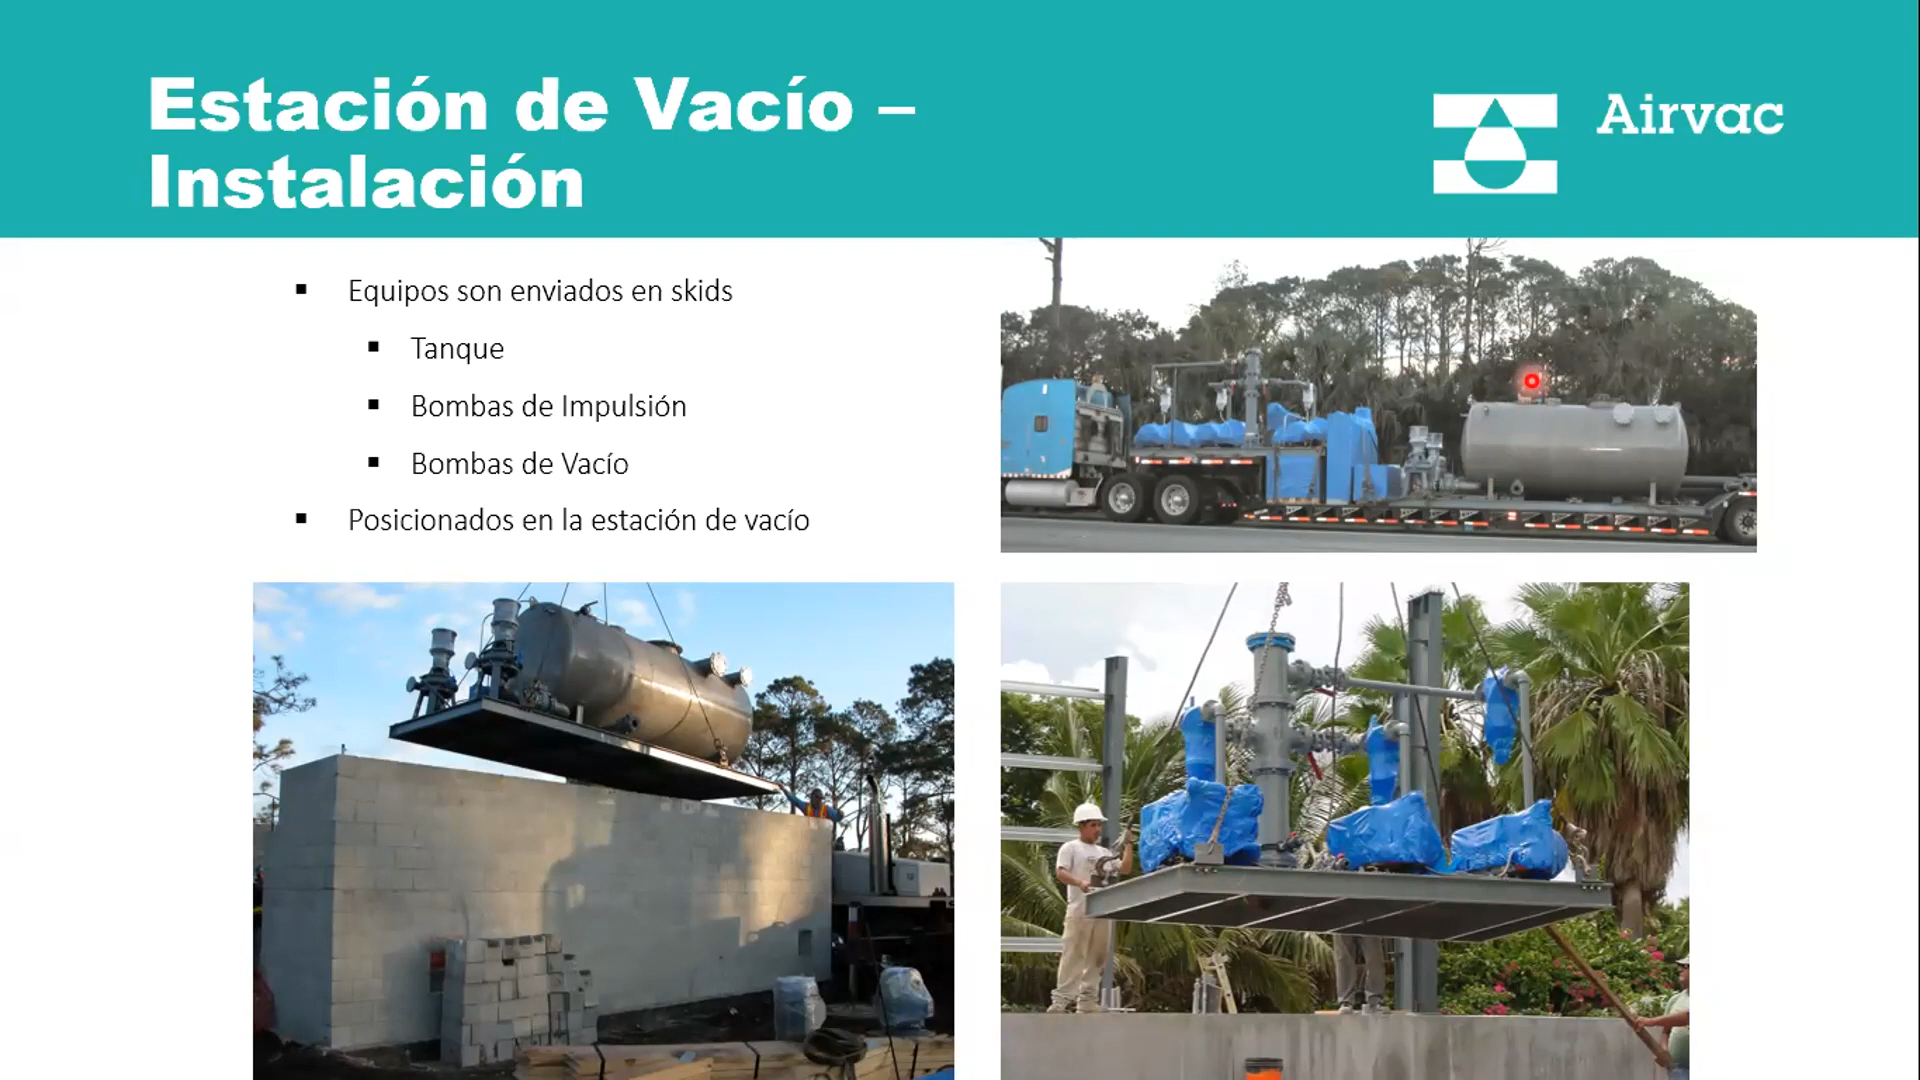 Estación de Vacío –
Instalación
Airvac
Equipos son enviados en skids
Tanque
Bombas de Impulsión
Bombas de Vacío
Posicionados en la estación de vacío